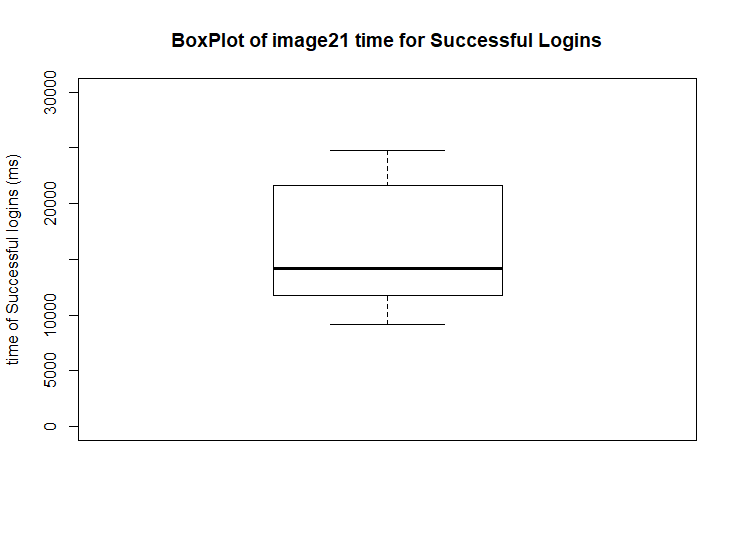 BoxPlot of image21 time for Successful Logins
time of Successful logins (ms)
30000
20000
10000
5000
0